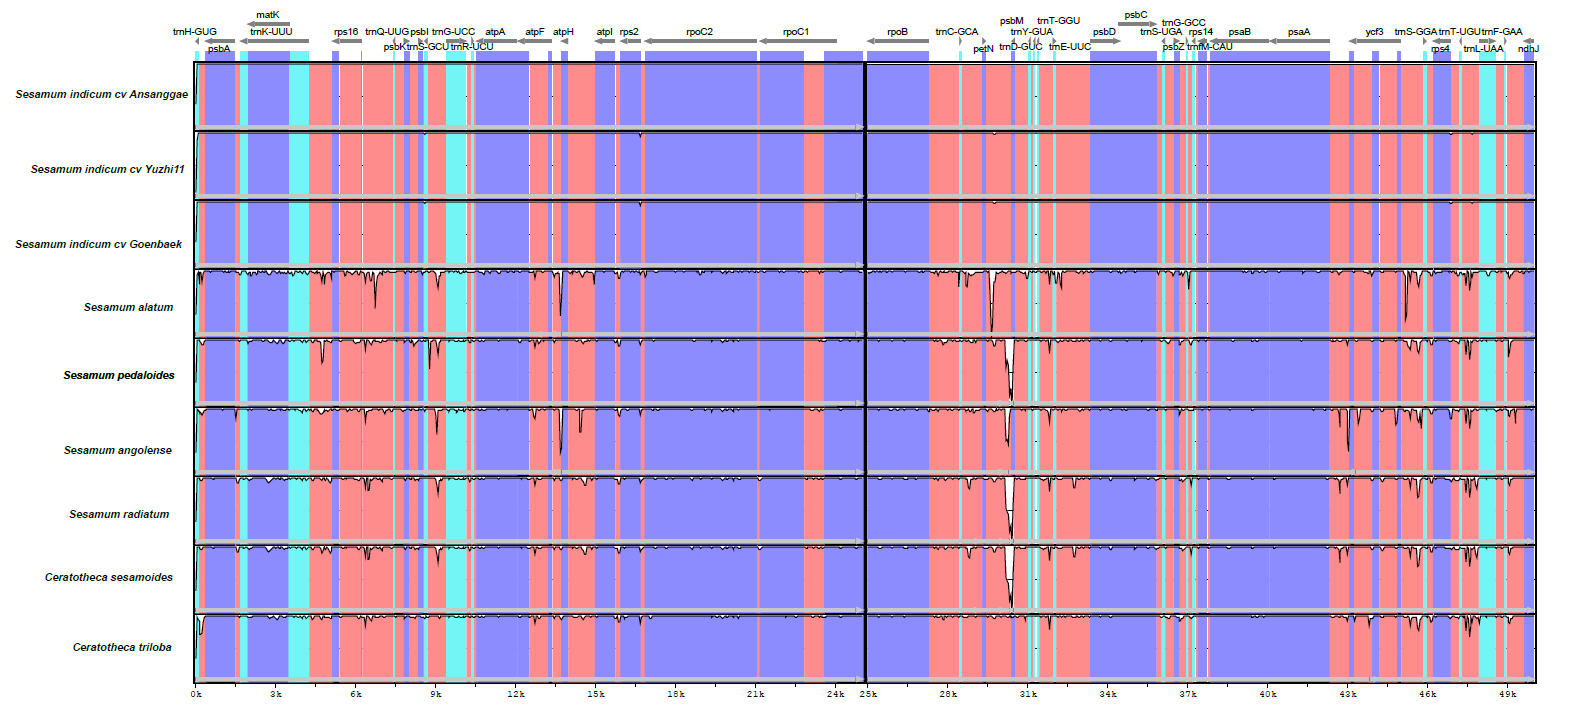 matK psbM trnT-GGU psbC trnG-GCC
trnH-GUG trnK-UUU rps16 trnQ-UUG psbI trnG-UCC atpA atpF atpH atpI rps2 rpoC2 rpoC1 rpoB trnC-GCA trnY-GUA psbD trnS-UGA rps14 psaB psaA ycf3 trnS-GGA trnT-UGU trnF-GAA
psbA psbK trnS-GCU trnR-UCU petN trnD-GUC trnE-UUC psbZ trnfM-CAU rps4 trnL-UAA ndhJ
Sesamum indicum cv Ansanggae
Sesamum indicum cv Yuzhi11
Sesamum indicum cv Goenbaek
Sesamum alatum
Sesamum pedaloides
Sesamum angolense
Sesamum radiatum
Ceratotheca sesamoides
Ceratotheca triloba
0k 3k 6k 9k 12k 15k 18k 21k 24k 25k 28k 31k 34k 37k 40k 43k 46k 49k